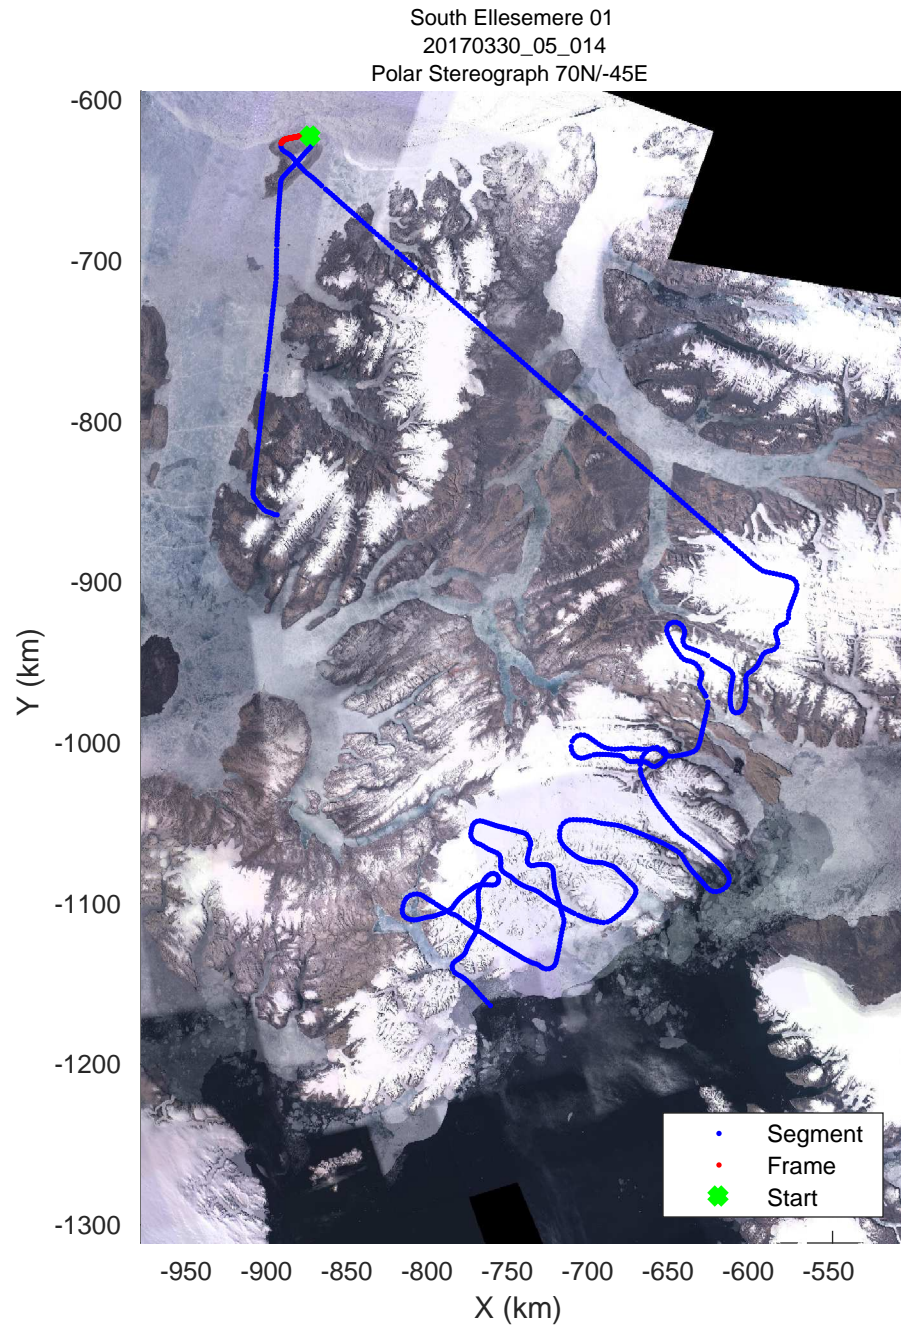 South Ellesemere 01
20170330_05_014
Polar Stereograph 70N/-45E
-600
-700
-800
-900
-1000
-1100
-1200
-1300
Y (km)
Segment
Frame
Start
-950 -900 -850 -800 -750 -700 -650 -600 -550
X (km)